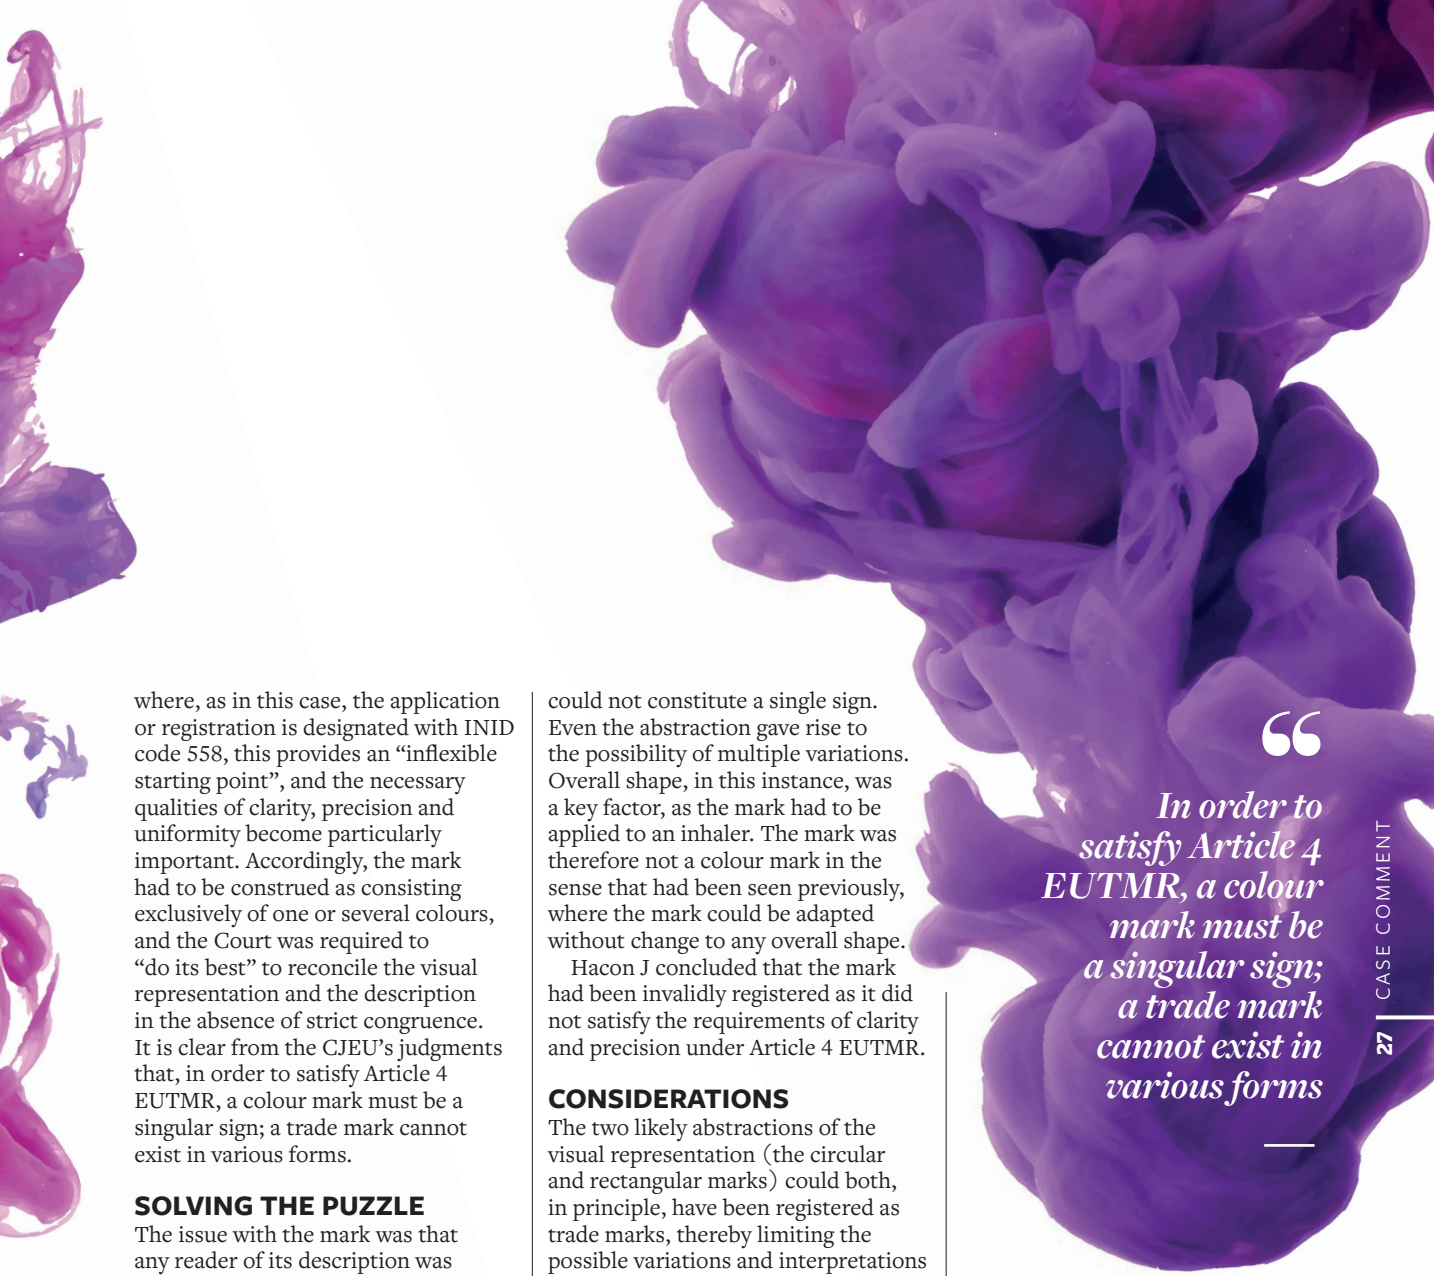 where, as in this case, the application
or registration is designated with INID
code 558, this provides an “inflexible
starting point”, and the necessary
qualities of clarity, precision and
uniformity become particularly
important. Accordingly, the mark
had to be construed as consisting
exclusively of one or several colours,
and the Court was required to
“do its best” to reconcile the visual
representation and the description
in the absence of strict congruence.
It is clear from the CJEU’s judgments
that, in order to satisfy Article 4
EUTMR, a colour mark must be a
singular sign; a trade mark cannot
exist in various forms.
SOLVING THE PUZZLE
The issue with the mark was that
any reader of its description was
could not constitute a single sign.
Even the abstraction gave rise to
the possibility of multiple variations.
Overall shape, in this instance, was
a key factor, as the mark had to be
applied to an inhaler. The mark was
therefore not a colour mark in the
sense that had been seen previously,
where the mark could be adapted
without change to any overall shape.
Hacon J concluded that the mark
had been invalidly registered as it did
not satisfy the requirements of clarity
and precision under Article 4 EUTMR.
CONSIDERATIONS
The two likely abstractions of the
visual representation (the circular
and rectangular marks) could both,
in principle, have been registered as
trade marks, thereby limiting the
possible variations and interpretations
“
In order to
satisfy Article 4
EUTMR, a colour
mark must be
a singular sign;
a trade mark
cannot exist in
various forms
27 CASE COMMENT